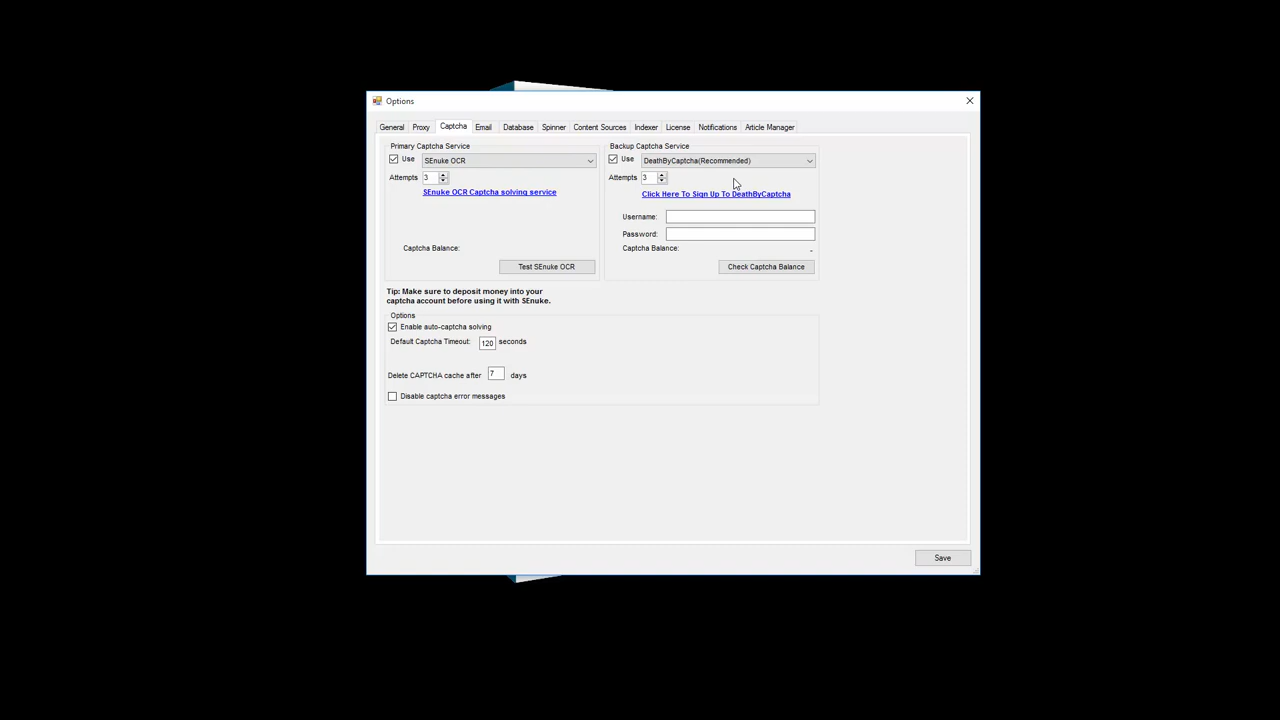 Options
General Proxy Captcha Email Database Spinner Content Sources Indexer License Notifications Article Manager
Primary Captcha Service
Use SEnuke OCR
Attempts 3
SEnuke OCR Captcha solving service
Captcha Balance:
Test SEnuke OCR
Backup Captcha Service
Use DeathByCaptcha(Recommended)
Attempts 3
Click Here To Sign Up To DeathByCaptcha
Username:
Password:
Captcha Balance: -
Check Captcha Balance
Tip: Make sure to deposit money into your
captcha account before using it with SEnuke.
Options
Enable auto-captcha solving
Default Captcha Timeout: 120 seconds
Delete CAPTCHA cache after 7 days
Disable captcha error messages
Save